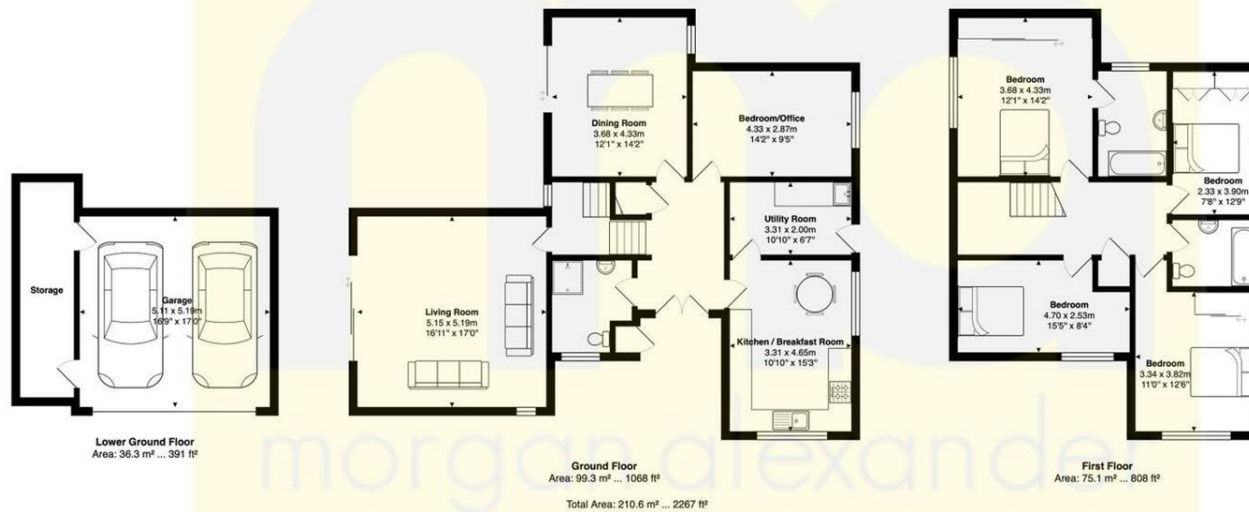 Storage
Garage
5.11 x 5.19m
16'9" x 17'0"
Lower Ground Floor
Area: 36.3 m² ... 391 ft²
Dining Room
3.68 x 4.33m
12'1" x 14'2"
Bedroom/Office
4.33 x 2.87m
14'2" x 9'5"
Utility Room
3.31 x 2.00m
10'10" x 6'7"
Living Room
5.15 x 5.19m
16'11" x 17'0"
Kitchen / Breakfast Room
3.31 x 4.65m
10'10" x 15'3"
Ground Floor
Area: 99.3 m² ... 1068 ft²
Total Area: 210.6 m² ... 2267 ft²
Bedroom
3.68 x 4.33m
12'1" x 14'2"
Bedroom
2.33 x 3.90m
7'8" x 12'9"
Bedroom
4.70 x 2.53m
15'5" x 8'4"
Bedroom
3.34 x 3.82m
11'0" x 12'6"
First Floor
Area: 75.1 m² ... 808 ft²
morgan alexander